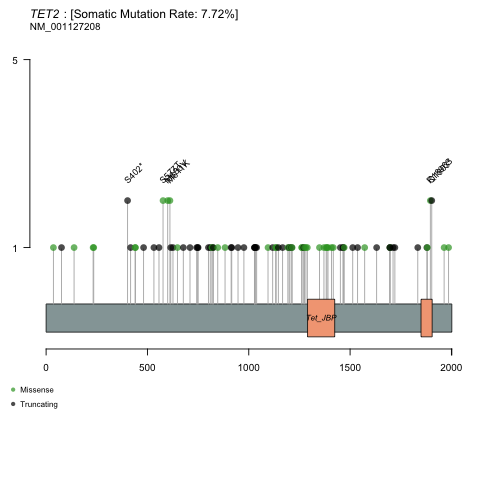 TET2 : [Somatic Mutation Rate: 7.72%]
NM_001127208
5
S402*
1
Tet_JBP
0 500 1000 1500 2000
Missense
Truncating